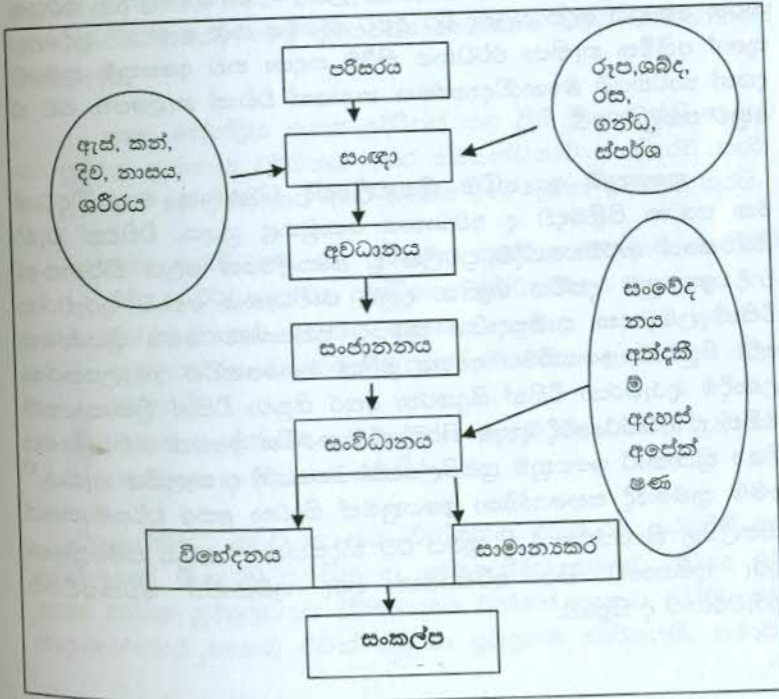 පරිසරය
රූප,ශබ්ද,
රස,
ගන්ධ,
ස්පර්ශ
ඇස්, කන්,
දිව, නාසය,
ශරීරය
සංඥා
අවධානය
සංවේද
නය
අත්දැකී
ම්
අදහස්
අපේක්
ෂණ
සංජානනය
සංවිධානය
විභේදනය
සාමාන්‍යකර
සංකල්ප